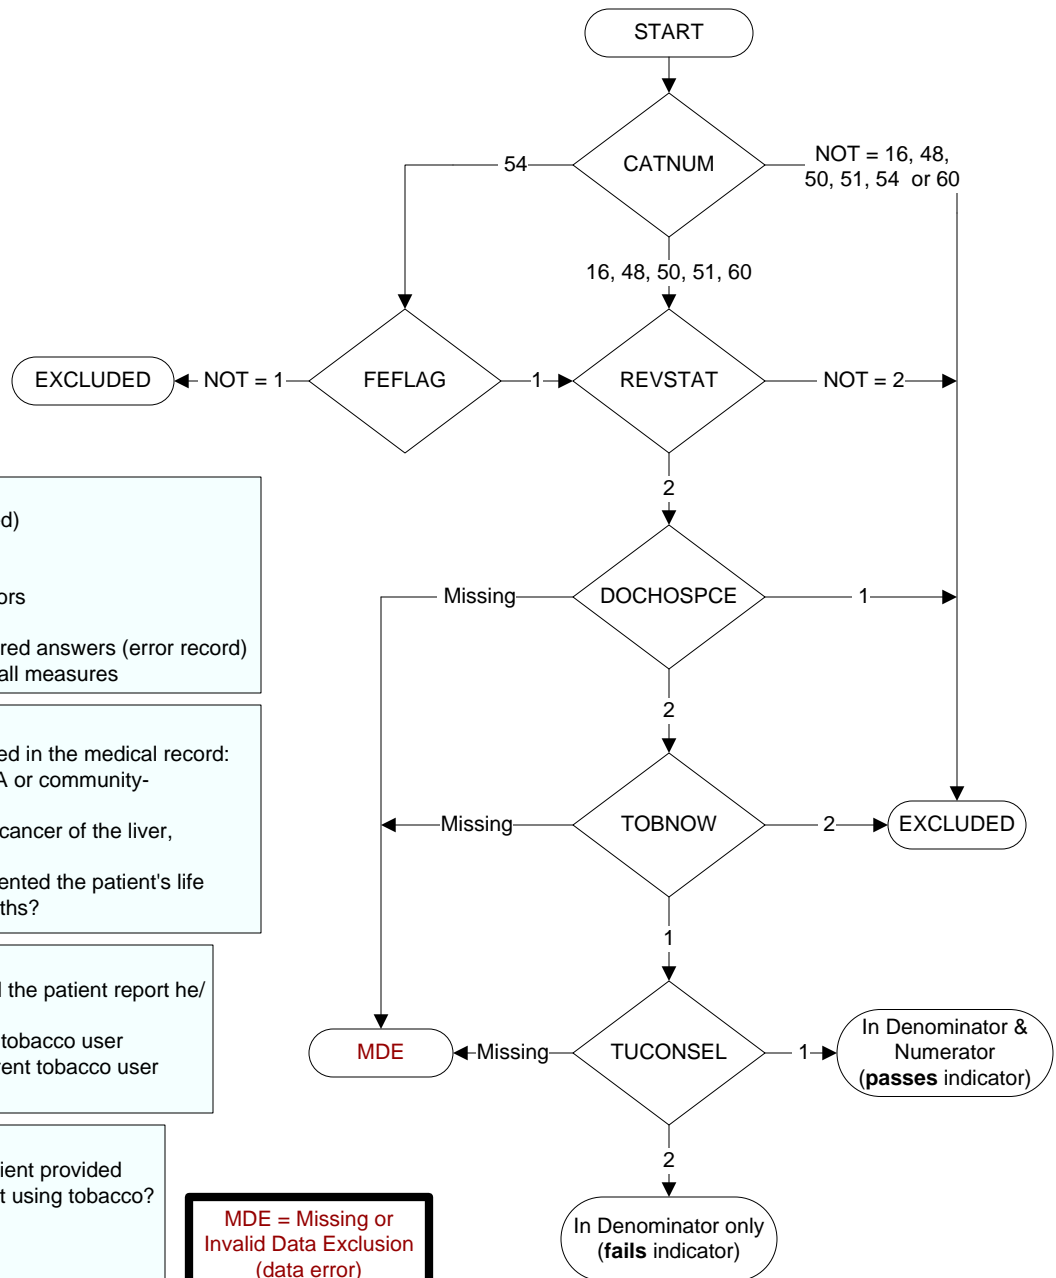 START
CATNUM
54
NOT = 16, 48,
50, 51, 54 or 60
16, 48, 50, 51, 60
EXCLUDED
NOT = 1
FEFLAG
1
REVSTAT
NOT = 2
2
ed)
ors
red answers (error record)
all measures
Missing
DOCHOSPCE
1
2
ed in the medical record:
A or community-
cancer of the liver,
ented the patient's life
ths?
Missing
TOBNOW
2
EXCLUDED
1
d the patient report he/
tobacco user
rent tobacco user
MDE
Missing
TUCONSEL
1
In Denominator &
Numerator
(passes indicator)
2
ient provided
t using tobacco?
MDE = Missing or
Invalid Data Exclusion
(data error)
In Denominator only
(fails indicator)